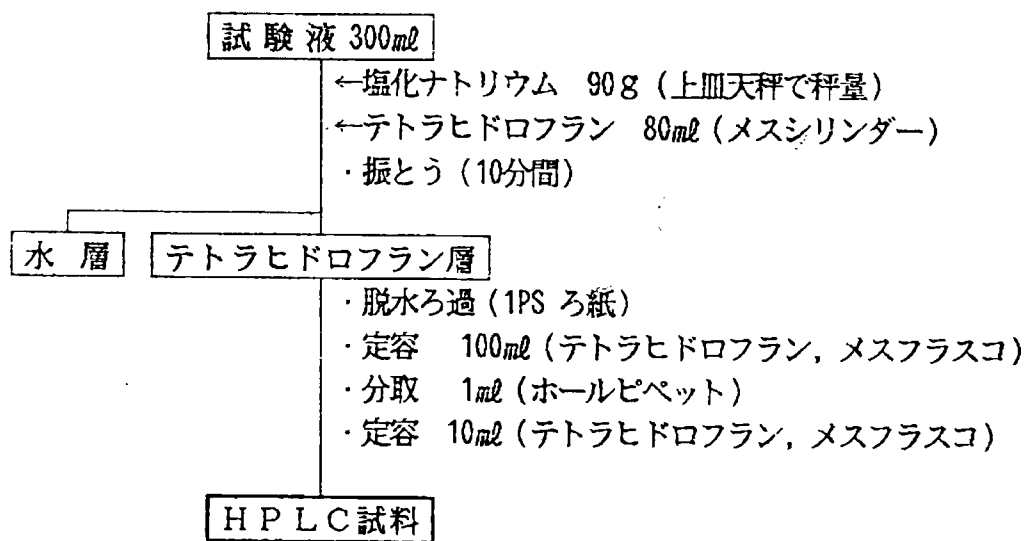 試験液 300㎖
←塩化ナトリウム 90g (上皿天秤で秤量)
←テトラヒドロフラン 80㎖ (メスシリンダー)
・振とう (10分間)
水層 テトラヒドロフラン層
・脱水ろ過 (1PS ろ紙)
・定容 100㎖ (テトラヒドロフラン, メスフラスコ)
・分取 1㎖ (ホールピペット)
・定容 10㎖ (テトラヒドロフラン, メスフラスコ)
HPLC試料